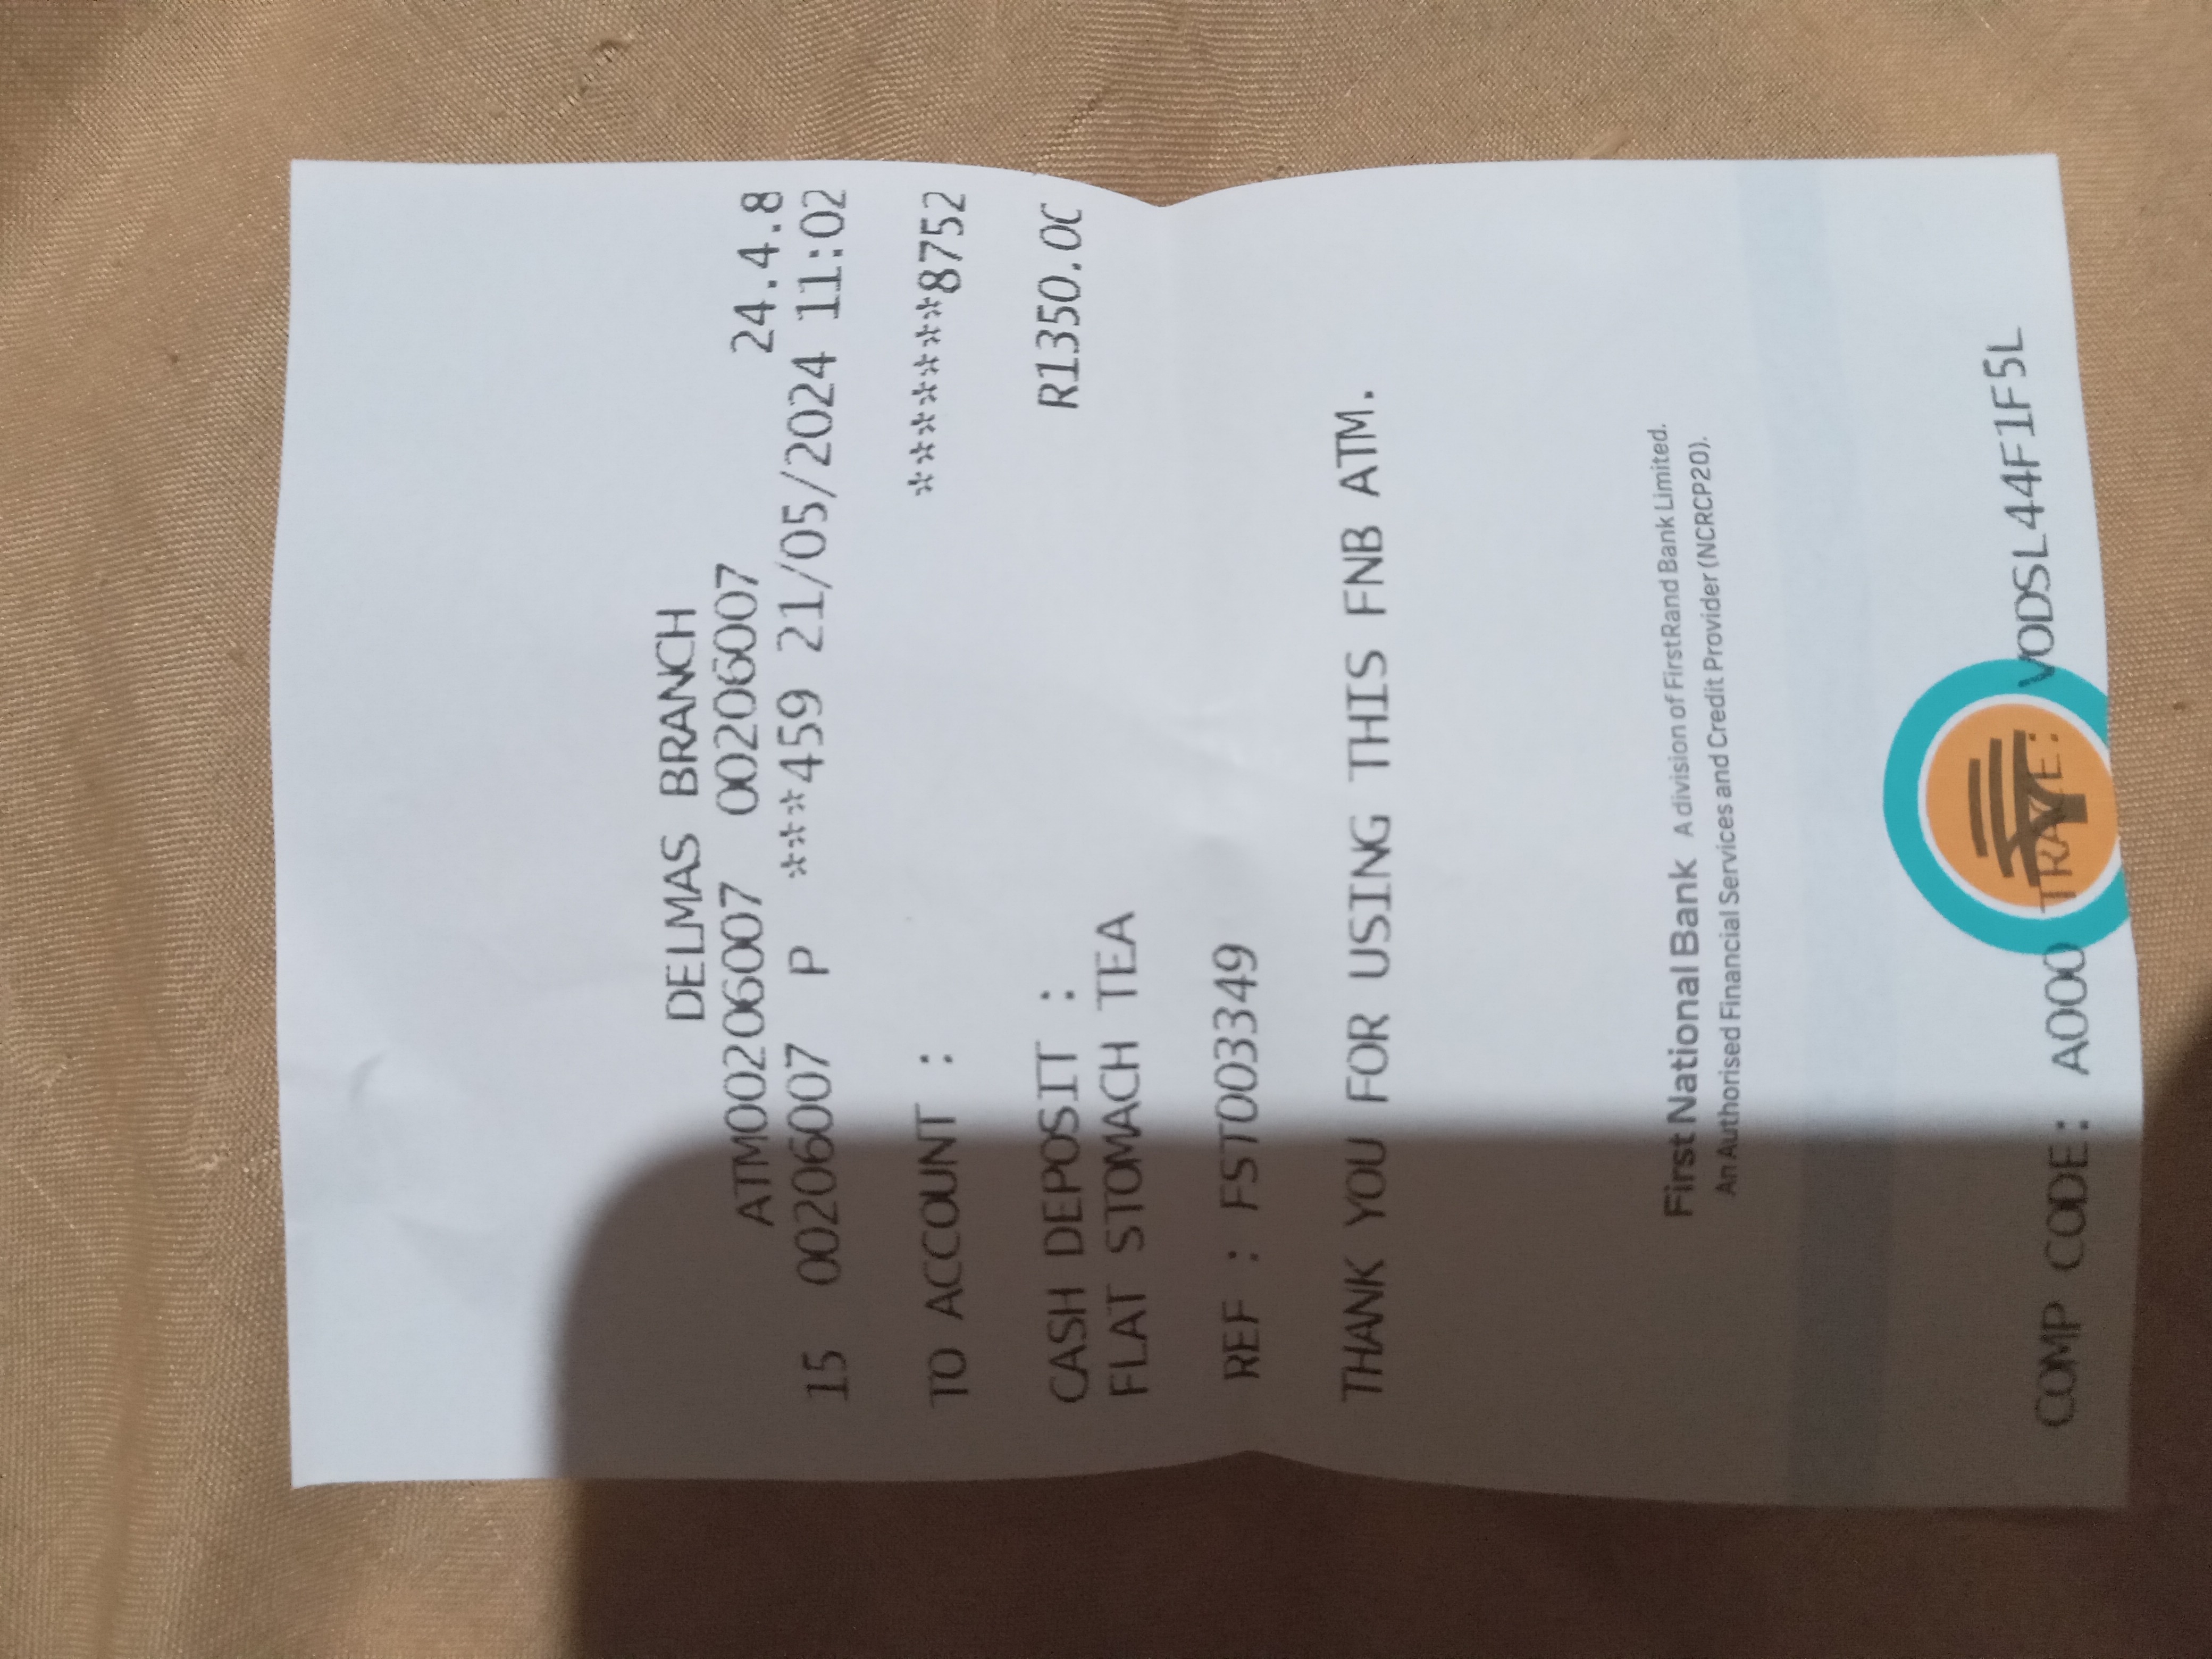 DELMAS BRANCH
ATM00206007 00206007 24.4.8
15 00206007 P ***459 21/05/2024 11:02
TO ACCOUNT : *******8752
CASH DEPOSIT : R1350.0C
FLAT STOMACH TEA
REF : FST003349
THANK YOU FOR USING THIS FNB ATM.
First National Bank A division of FirstRand Bank Limited.
An Authorised Financial Services and Credit Provider (NCRCP20).
COMP CODE: A000 TRACE: VODSL44F1F5L